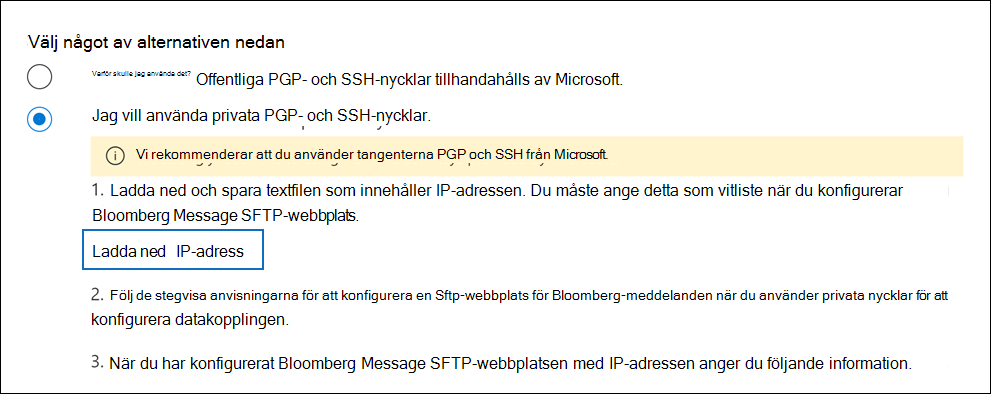 Välj något av alternativen nedan
Varför skulle jag använda det? Offentliga PGP- och SSH-nycklar tillhandahålls av Microsoft.
Jag vill använda privata PGP- och SSH-nycklar.
Vi rekommenderar att du använder tangenterna PGP och SSH från Microsoft.
1. Ladda ned och spara textfilen som innehåller IP-adressen. Du måste ange detta som vitliste när du konfigurerar
Bloomberg Message SFTP-webbplats.
Ladda ned IP-adress
2. Följ de stegvisa anvisningarna för att konfigurera en Sftp-webbplats för Bloomberg-meddelanden när du använder privata nycklar för att
konfigurera datakopplingen.
3. När du har konfigurerat Bloomberg Message SFTP-webbplatsen med IP-adressen anger du följande information.